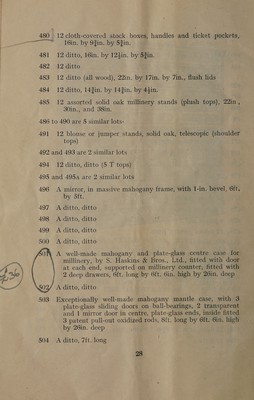 480 12 cloth-covered stock boxes, handles and ticket pockets,
16in. by 9½in. by 5½in.
481 12 ditto, 16in. by 12½in. by 5½in.
482 12 ditto
483 12 ditto (all wood), 22in. by 17in. by 7in., flush lids
484 12 ditto, 14½in. by 14½in. by 4½in.
485 12 assorted solid oak millinery stands (plush tops), 22in.,
30in., and 38in.
486 to 490 are 5 similar lots
491 12 blouse or jumper stands, solid oak, telescopic (shoulder
tops)
492 and 493 are 2 similar lots
494 12 ditto, ditto (5 T tops)
495 and 495A are 2 similar lots
496 A mirror, in massive mahogany frame, with 1-in. bevel, 6ft.
by 5ft.
497 A ditto, ditto
498 A ditto, ditto
499 A ditto, ditto
500 A ditto, ditto
501 A well-made mahogany and plate-glass centre case for
millinery, by S. Haskins & Bros., Ltd., fitted with door
at each end, supported on millinery counter, fitted with
2 deep drawers, 6ft. long by 6ft. 6in. high by 26in. deep
502 A ditto, ditto
503 Exceptionally well-made mahogany mantle case, with 3
plate-glass sliding doors on ball-bearings, 2 transparent
and 1 mirror door in centre, plate-glass ends, inside fitted
3 patent pull-out oxidized rods, 8ft. long by 6ft. 6in. high
by 26in. deep
504 A ditto, 7ft. long
28